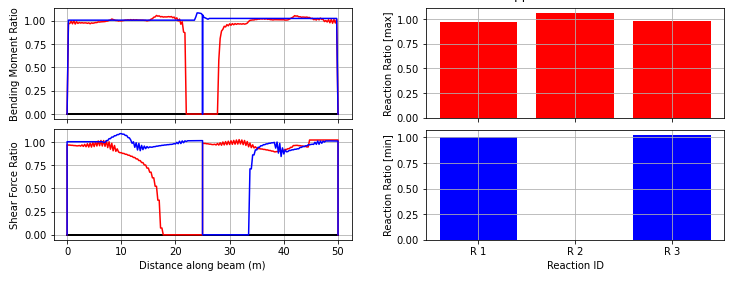 Bending Moment Ratio
1.00
0.75
0.50
0.25
0.00
Shear Force Ratio
1.00
0.75
0.50
0.25
0.00
0 10 20 30 40 50
Distance along beam (m)
Reaction Ratio [max]
1.00
0.75
0.50
0.25
0.00
Reaction Ratio [min]
1.00
0.75
0.50
0.25
0.00
R 1 R 2 R 3
Reaction ID